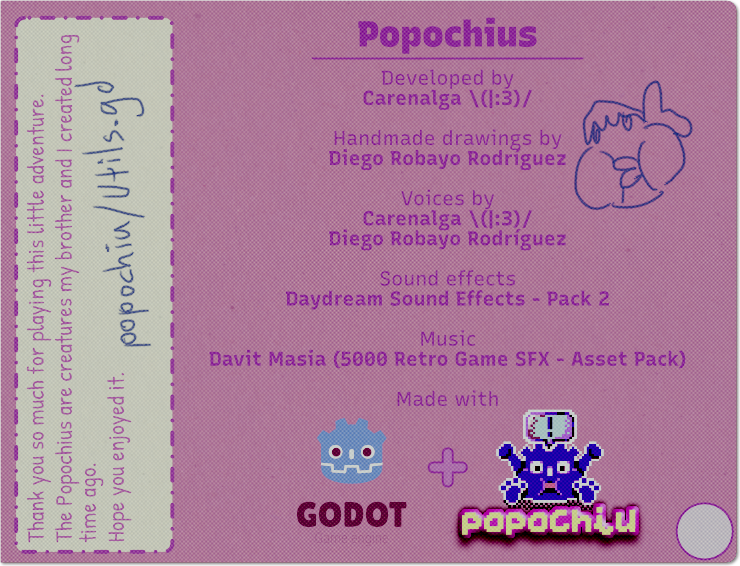 Thank you so much for playing this little adventure.
The Popochius are creatures my brother and I created long
time ago.
Hope you enjoyed it.
popochiu/Utils.gd
Popochius
Developed by
Carenalga \(|:3)/
Handmade drawings by
Diego Robayo Rodríguez
Voices by
Carenalga \(|:3)/
Diego Robayo Rodríguez
Sound effects
Daydream Sound Effects - Pack 2
Music
Davit Masia (5000 Retro Game SFX - Asset Pack)
Made with
!
GODOT
Game engine
popochiu